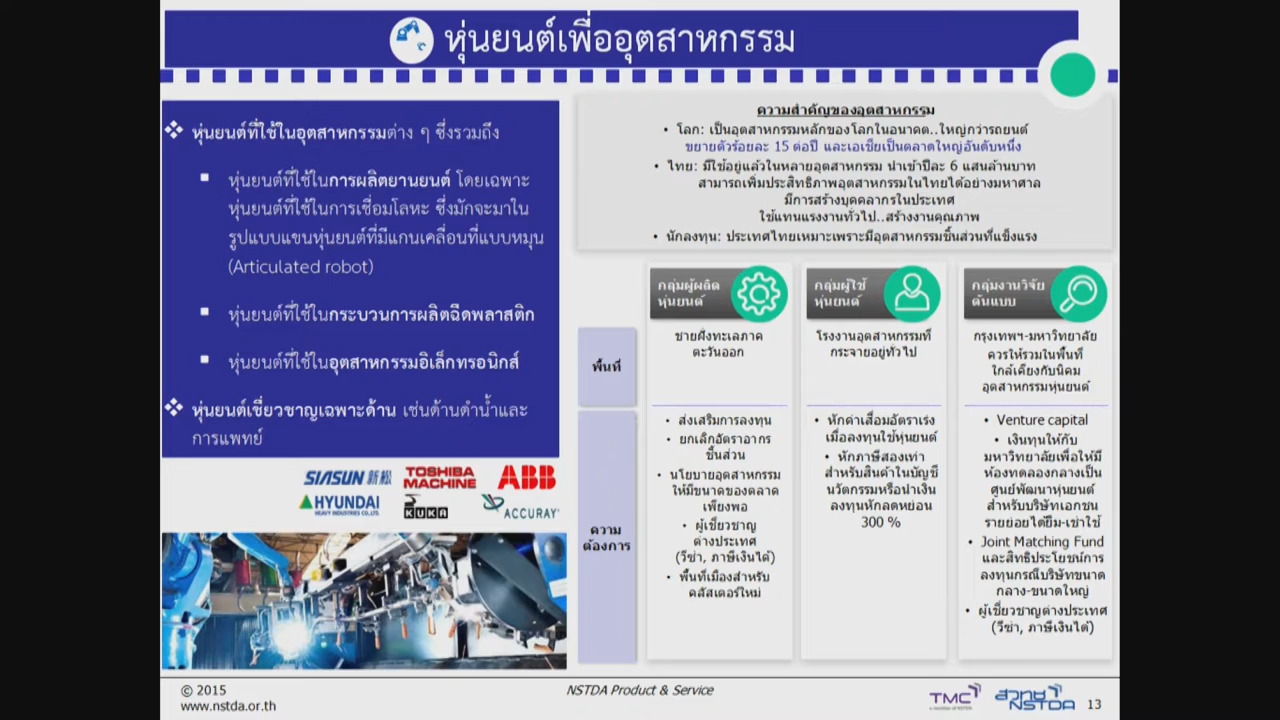 หุ่นยนต์เพื่ออุตสาหกรรม
หุ่นยนต์ที่ใช้ในอุตสาหกรรมต่าง ๆ ซึ่งรวมถึง
หุ่นยนต์ที่ใช้ในการผลิตยานยนต์ โดยเฉพาะ
หุ่นยนต์ที่ใช้ในการเชื่อมโลหะ ซึ่งมักจะมาใน
รูปแบบแขนหุ่นยนต์ที่มีแกนเคลื่อนที่แบบหมุน
(Articulated robot)
หุ่นยนต์ที่ใช้ในกระบวนการผลิตฉีดพลาสติก
หุ่นยนต์ที่ใช้ในอุตสาหกรรมอิเล็กทรอนิกส์
หุ่นยนต์เชี่ยวชาญเฉพาะด้าน เช่นด้านดำน้ำและ
การแพทย์
SIASUN 新松
TOSHIBA
MACHINE
ABB
HYUNDAI
HEAVY INDUSTRIES CO.,LTD.
KUKA
ACCURAY
ความสำคัญของอุตสาหกรรม
• โลก: เป็นอุตสาหกรรมหลักของโลกในอนาคต..ใหญ่กว่ารถยนต์
ขยายตัวร้อยละ 15 ต่อปี และเอเชียเป็นตลาดใหญ่อันดับหนึ่ง
• ไทย: มีใช้อยู่แล้วในหลายอุตสาหกรรม นำเข้าปีละ 6 แสนล้านบาท
สามารถเพิ่มประสิทธิภาพอุตสาหกรรมในไทยได้อย่างมหาศาล
มีการสร้างบุคคลากรในประเทศ
ใช้แทนแรงงานทั่วไป..สร้างงานคุณภาพ
• นักลงทุน: ประเทศไทยเหมาะเพราะมีอุตสาหกรรมชิ้นส่วนที่แข็งแรง
กลุ่มผู้ผลิต
หุ่นยนต์
กลุ่มผู้ใช้
หุ่นยนต์
กลุ่มงานวิจัย
ต้นแบบ
พื้นที่
ชายฝั่งทะเลภาค
ตะวันออก
โรงงานอุตสาหกรรมที่
กระจายอยู่ทั่วไป
กรุงเทพฯ-มหาวิทยาลัย
ควรให้รวมในพื้นที่
ใกล้เคียงกับนิคม
อุตสาหกรรมหุ่นยนต์
ความ
ต้องการ
• ส่งเสริมการลงทุน
• ยกเลิกอัตราอากร
ชิ้นส่วน
• นโยบายอุตสาหกรรม
ให้มีขนาดของตลาด
เพียงพอ
• ผู้เชี่ยวชาญ
ต่างประเทศ
(วีซ่า, ภาษีเงินได้)
• พื้นที่เมืองสำหรับ
คลัสเตอร์ใหม่
• หักค่าเสื่อมอัตราเร่ง
เมื่อลงทุนใช้หุ่นยนต์
• หักภาษีสองเท่า
สำหรับสินค้าในบัญชี
นวัตกรรมหรือนำเงิน
ลงทุนหักลดหย่อน
300 %
• Venture capital
• เงินทุนให้กับ
มหาวิทยาลัยเพื่อให้มี
ห้องทดลองกลางเป็น
ศูนย์พัฒนาหุ่นยนต์
สำหรับบริษัทเอกชน
รายย่อยได้ยืม-เช่าใช้
• Joint Matching Fund
และสิทธิประโยชน์การ
ลงทุนกรณีบริษัทขนาด
กลาง-ขนาดใหญ่
• ผู้เชี่ยวชาญต่างประเทศ
(วีซ่า, ภาษีเงินได้)
© 2015
www.nstda.or.th
NSTDA Product & Service
TMC
a member of NSTDA
สวทช
NSTDA
13